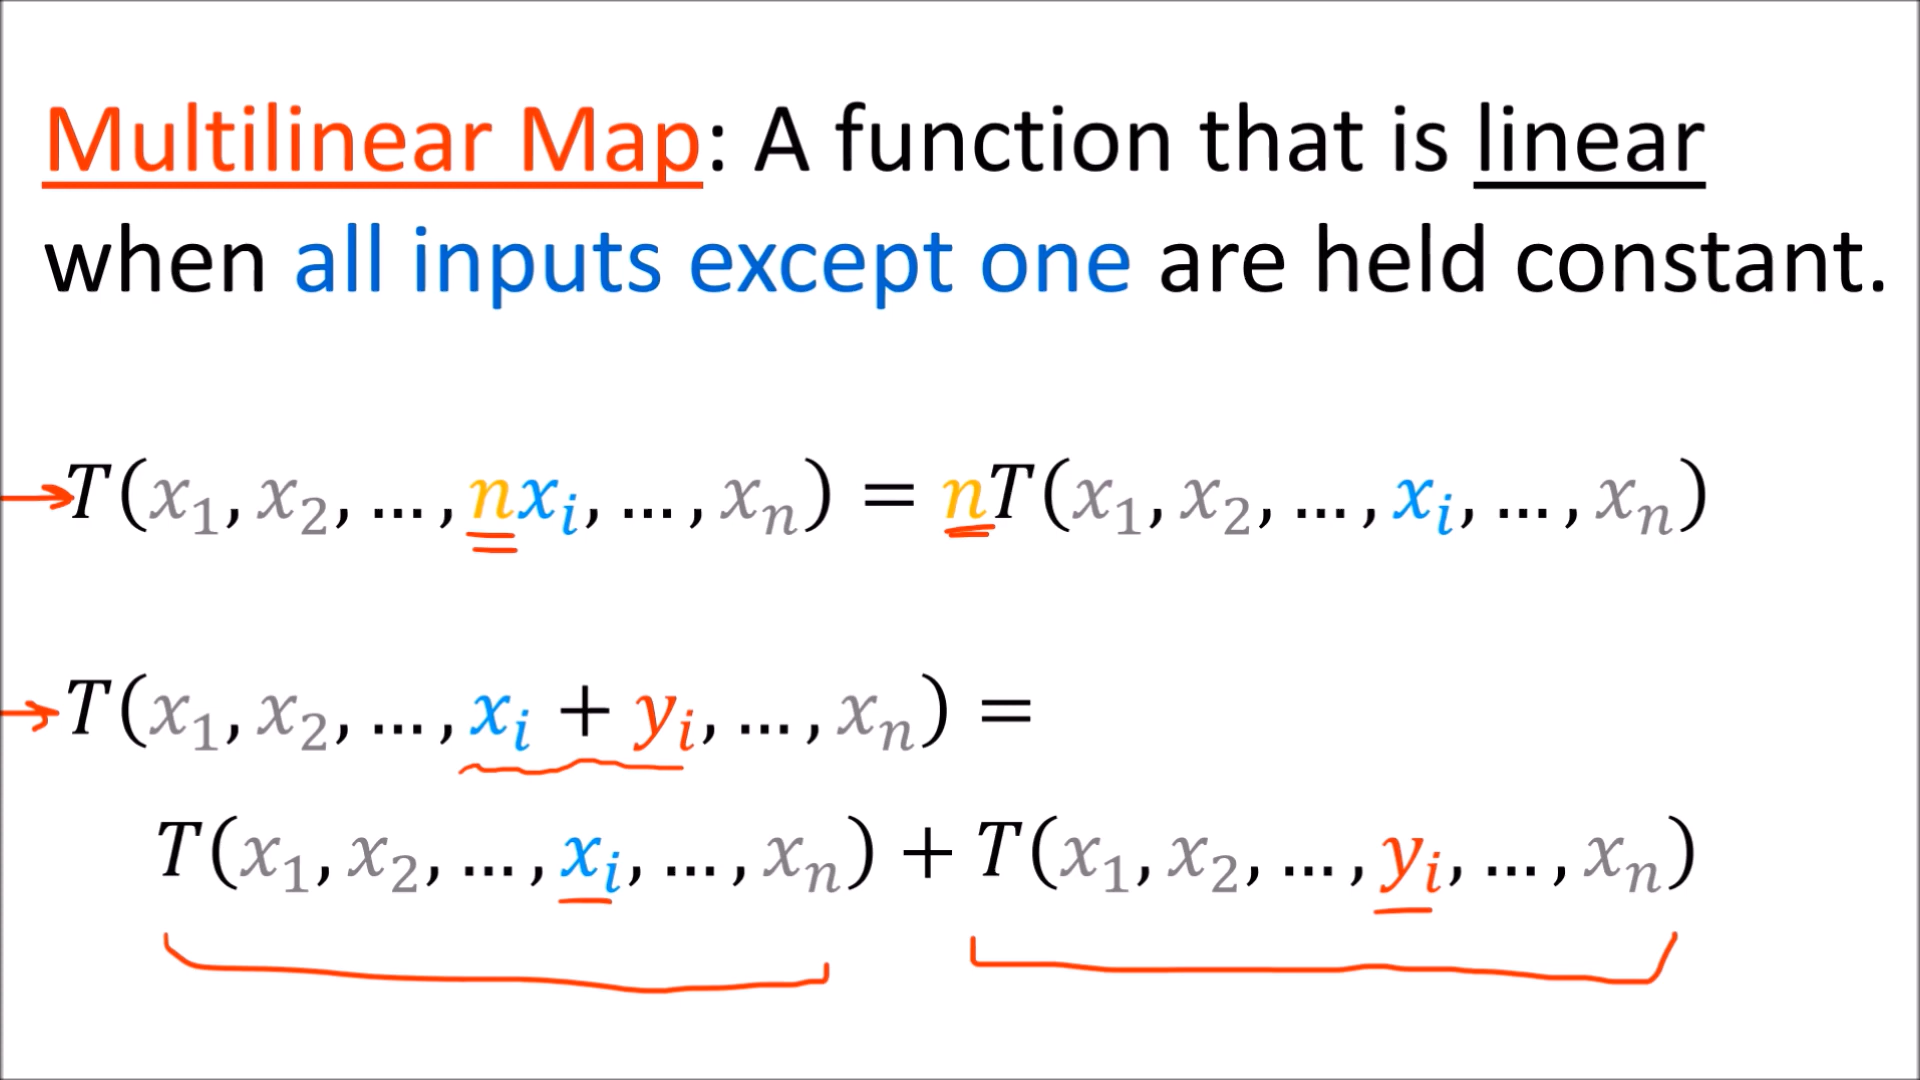 Multilinear Map: A function that is linear
when all inputs except one are held constant.
T(x₁, x₂, …, nxᵢ, …, xₙ) = nT(x₁, x₂, …, xᵢ, …, xₙ)
T(x₁, x₂, …, xᵢ + yᵢ, …, xₙ) =
T(x₁, x₂, …, xᵢ, …, xₙ) + T(x₁, x₂, …, yᵢ, …, xₙ)